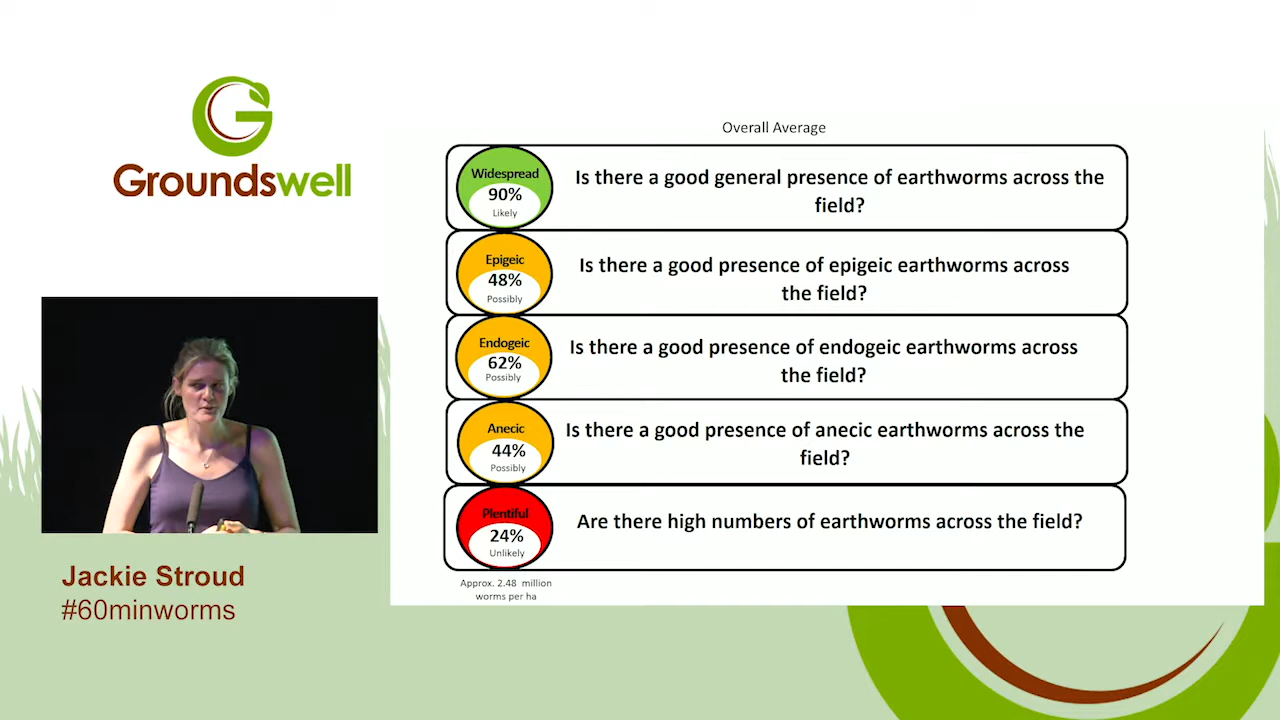 Groundswell
Jackie Stroud
#60minworms
Overall Average
Widespread
90%
Likely
Is there a good general presence of earthworms across the
field?
Epigeic
48%
Possibly
Is there a good presence of epigeic earthworms across
the field?
Endogeic
62%
Possibly
Is there a good presence of endogeic earthworms across
the field?
Anecic
44%
Possibly
Is there a good presence of anecic earthworms across the
field?
Plentiful
24%
Unlikely
Are there high numbers of earthworms across the field?
Approx. 2.48 million
worms per ha